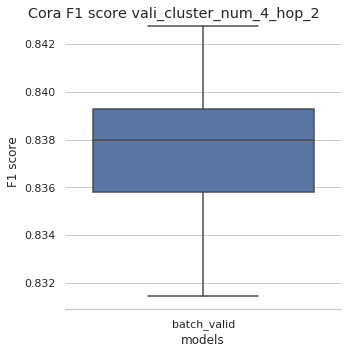 Cora F1 score vali_cluster_num_4_hop_2
0.842
0.840
0.838
0.836
0.834
0.832
F1 score
batch_valid
models